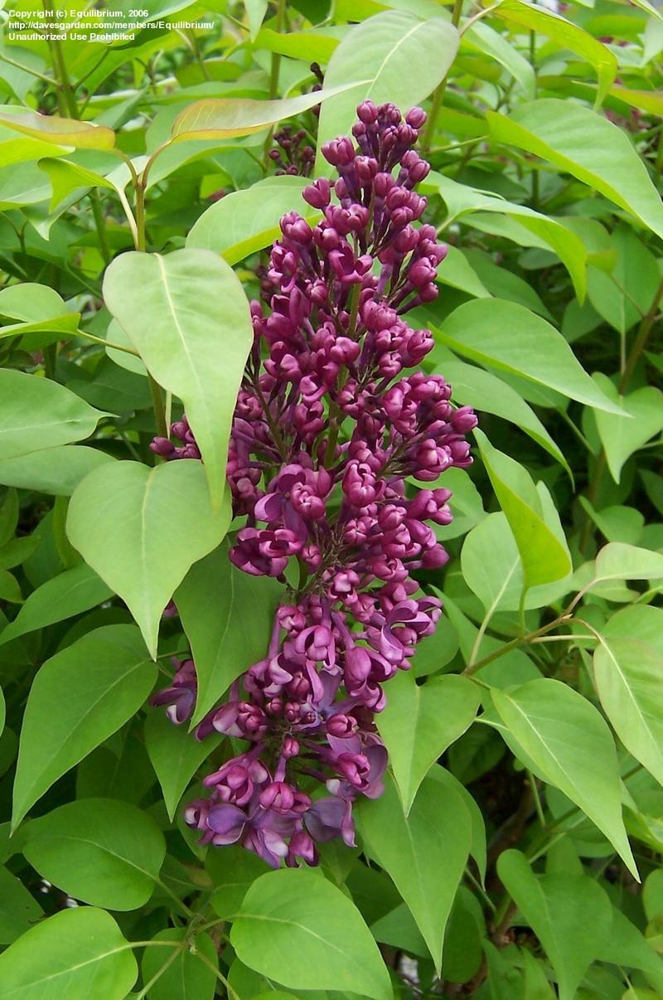 Copyright (c) Equilibrium, 2006
http://davesgarden.com/members/Equilibrium/
Unauthorized Use Prohibited